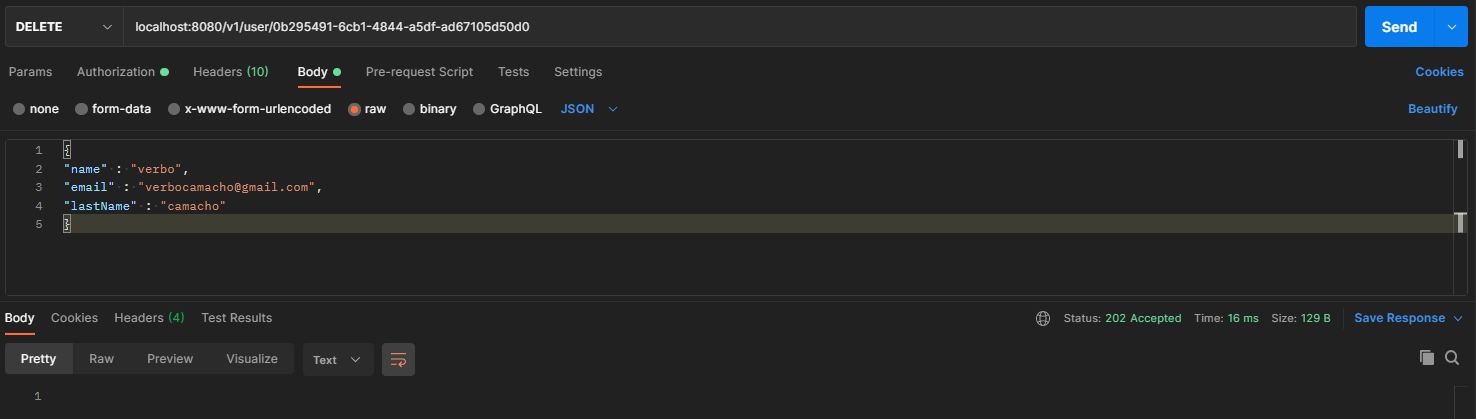 DELETE localhost:8080/v1/user/0b295491-6cb1-4844-a5df-ad67105d50d0 Send
Params Authorization Headers (10) Body Pre-request Script Tests Settings Cookies
none form-data x-www-form-urlencoded raw binary GraphQL JSON Beautify
1 {
2 "name" : "verbo",
3 "email" : "verbocamacho@gmail.com",
4 "lastName" : "camacho"
5 }
Body Cookies Headers (4) Test Results Status: 202 Accepted Time: 16 ms Size: 129 B Save Response
Pretty Raw Preview Visualize Text
1